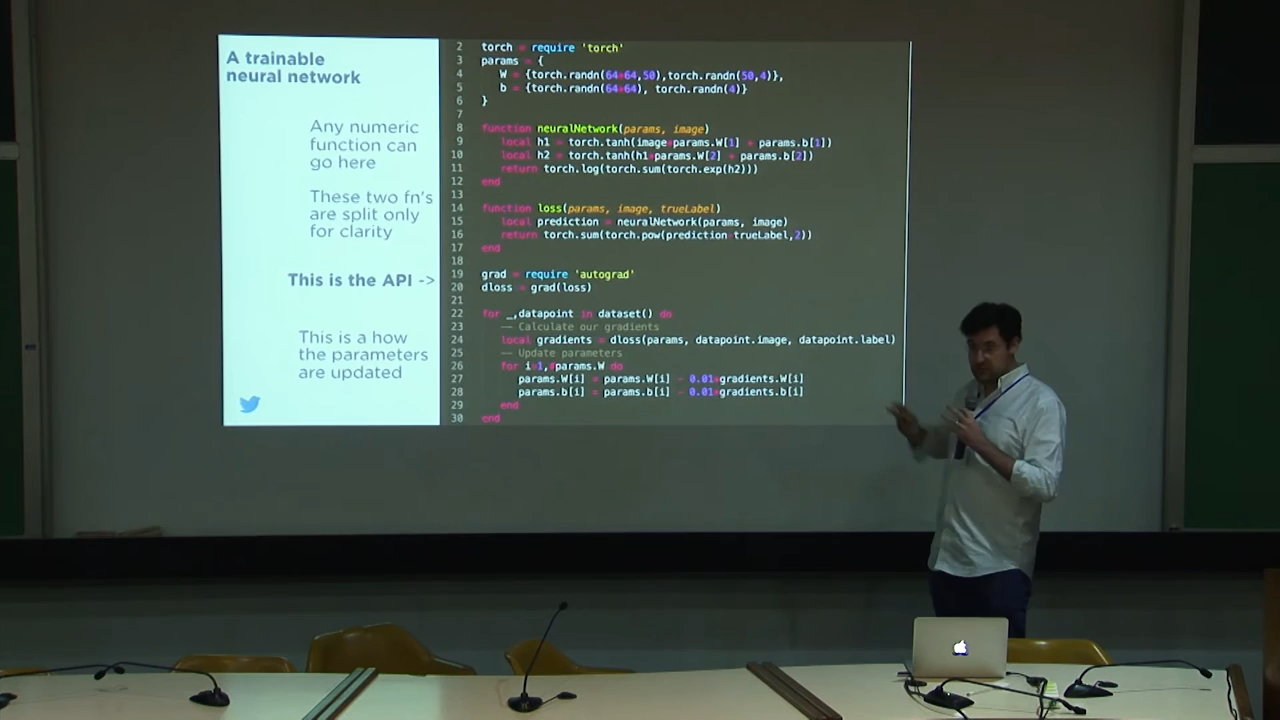 A trainable
neural network
Any numeric
function can
go here
These two fn's
are split only
for clarity
This is the API ->
This is a how
the parameters
are updated
2 torch = require 'torch'
3 params = {
4 W = {torch.randn(64*64,50),torch.randn(50,4)},
5 b = {torch.randn(64*64), torch.randn(4)}
6 }
7
8 function neuralNetwork(params, image)
9 local h1 = torch.tanh(image*params.W[1] + params.b[1])
10 local h2 = torch.tanh(h1*params.W[2] + params.b[2])
11 return torch.log(torch.sum(torch.exp(h2)))
12 end
13
14 function loss(params, image, trueLabel)
15 local prediction = neuralNetwork(params, image)
16 return torch.sum(torch.pow(prediction-trueLabel,2))
17 end
18
19 grad = require 'autograd'
20 dloss = grad(loss)
21
22 for _,datapoint in dataset() do
23 -- Calculate our gradients
24 local gradients = dloss(params, datapoint.image, datapoint.label)
25 -- Update parameters
26 for i=1,#params.W do
27 params.W[i] = params.W[i] - 0.01*gradients.W[i]
28 params.b[i] = params.b[i] - 0.01*gradients.b[i]
29 end
30 end